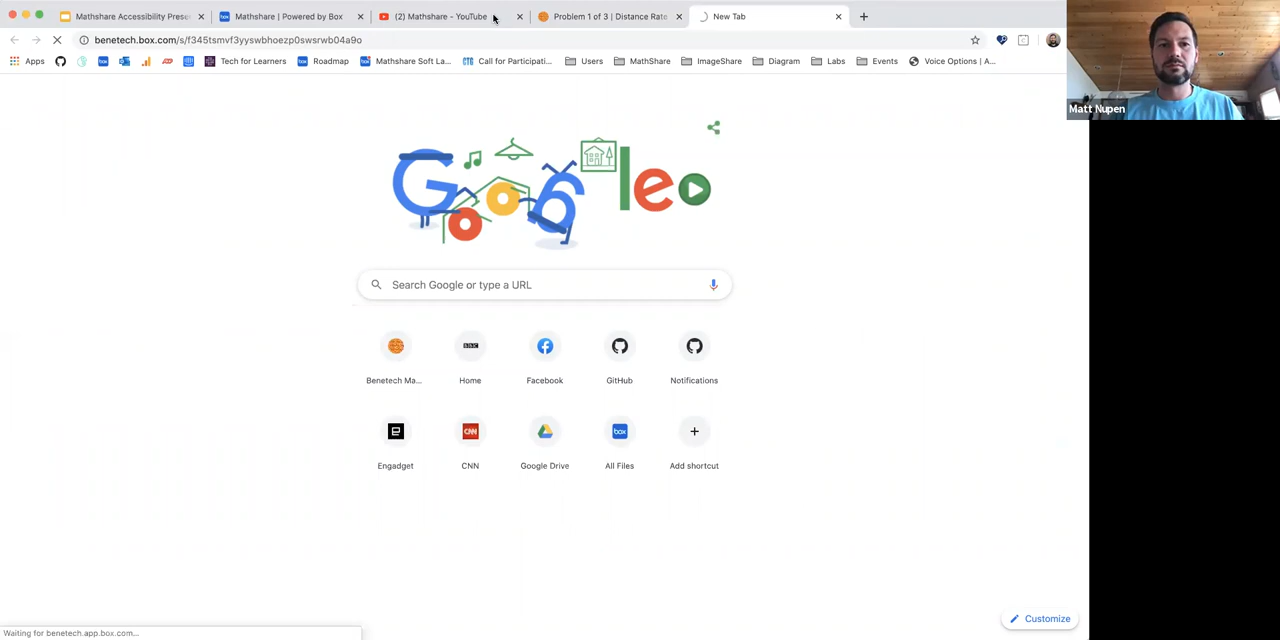 Mathshare Accessibility Prese
Mathshare | Powered by Box
(2) Mathshare - YouTube
Problem 1 of 3 | Distance Rate
New Tab
benetech.box.com/s/f345tsmvf3yyswbhoezp0swsrwb04a9o
Apps
Tech for Learners
Roadmap
Mathshare Soft La...
Call for Participati...
Users
MathShare
ImageShare
Diagram
Labs
Events
Voice Options | A...
Matt Nupen
Google
Search Google or type a URL
Benetech Ma...
Home
Facebook
GitHub
Notifications
box
CNN
Engadget
CNN
Google Drive
All Files
Add shortcut
Customize
Waiting for benetech.app.box.com...